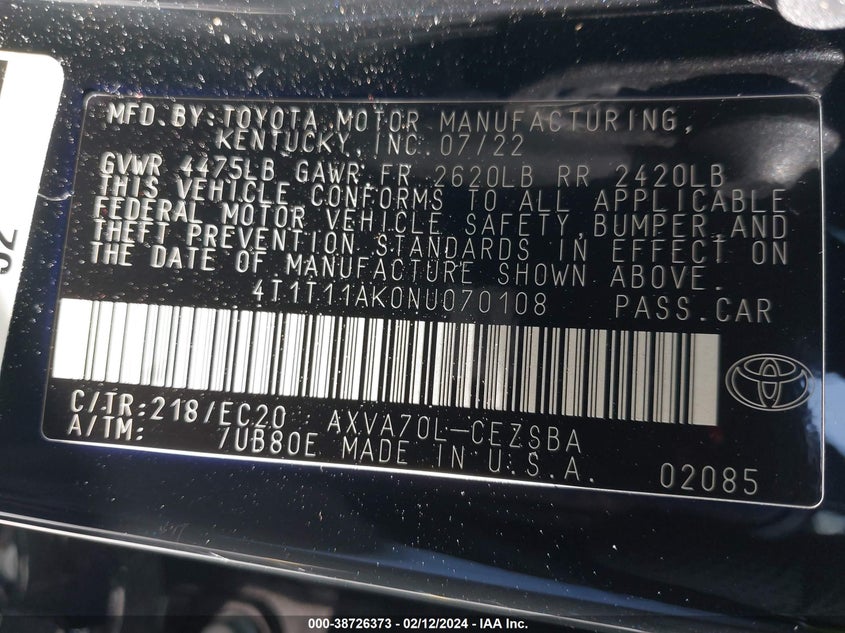 MFD. BY: TOYOTA MOTOR MANUFACTURING,
KENTUCKY, INC. 07/22
GVWR 4475LB GAWR FR 2620LB RR 2420LB
THIS VEHICLE CONFORMS TO ALL APPLICABLE
FEDERAL MOTOR VEHICLE SAFETY, BUMPER, AND
THEFT PREVENTION STANDARDS IN EFFECT ON
THE DATE OF MANUFACTURE SHOWN ABOVE.
4T1T11AK0NU070108 PASS. CAR
C/TR: 218/EC20 AXVA70L-CEZSBA
A/TM: /UB80E MADE IN U.S.A.
02085
000-38726373 - 02/12/2024 - IAA Inc.